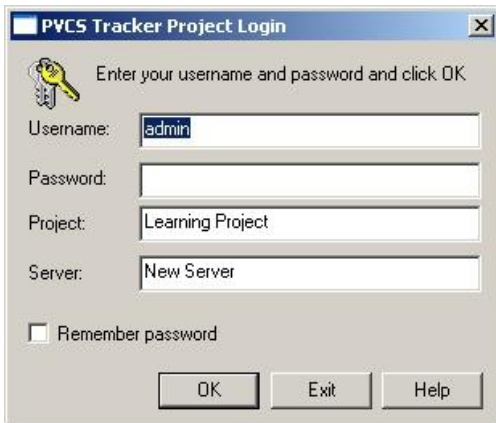 PVCS Tracker Project Login
Enter your username and password and click OK
Username: admin
Password:
Project: Learning Project
Server: New Server
Remember password
OK Exit Help